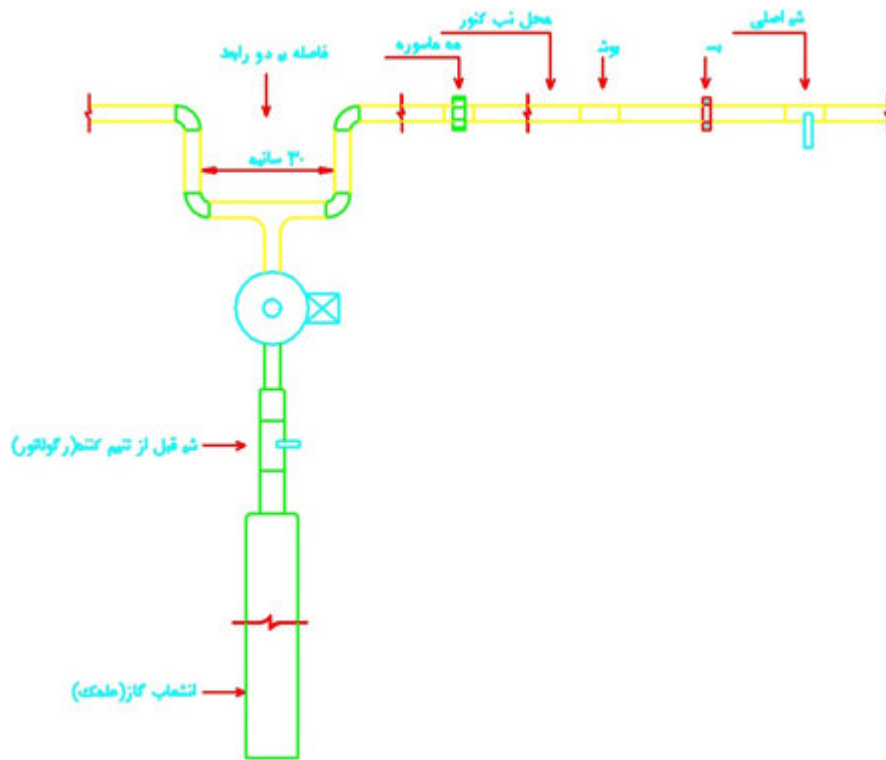 شیر اصلی
محل نصب کنتور
فاصله بین دو رابط
بوشن
بست
مهره ماسوره
۳۰ سانتیمتر
شیر قبل از تنظیم کننده(رگولاتور)
انشعاب گاز(علمک)